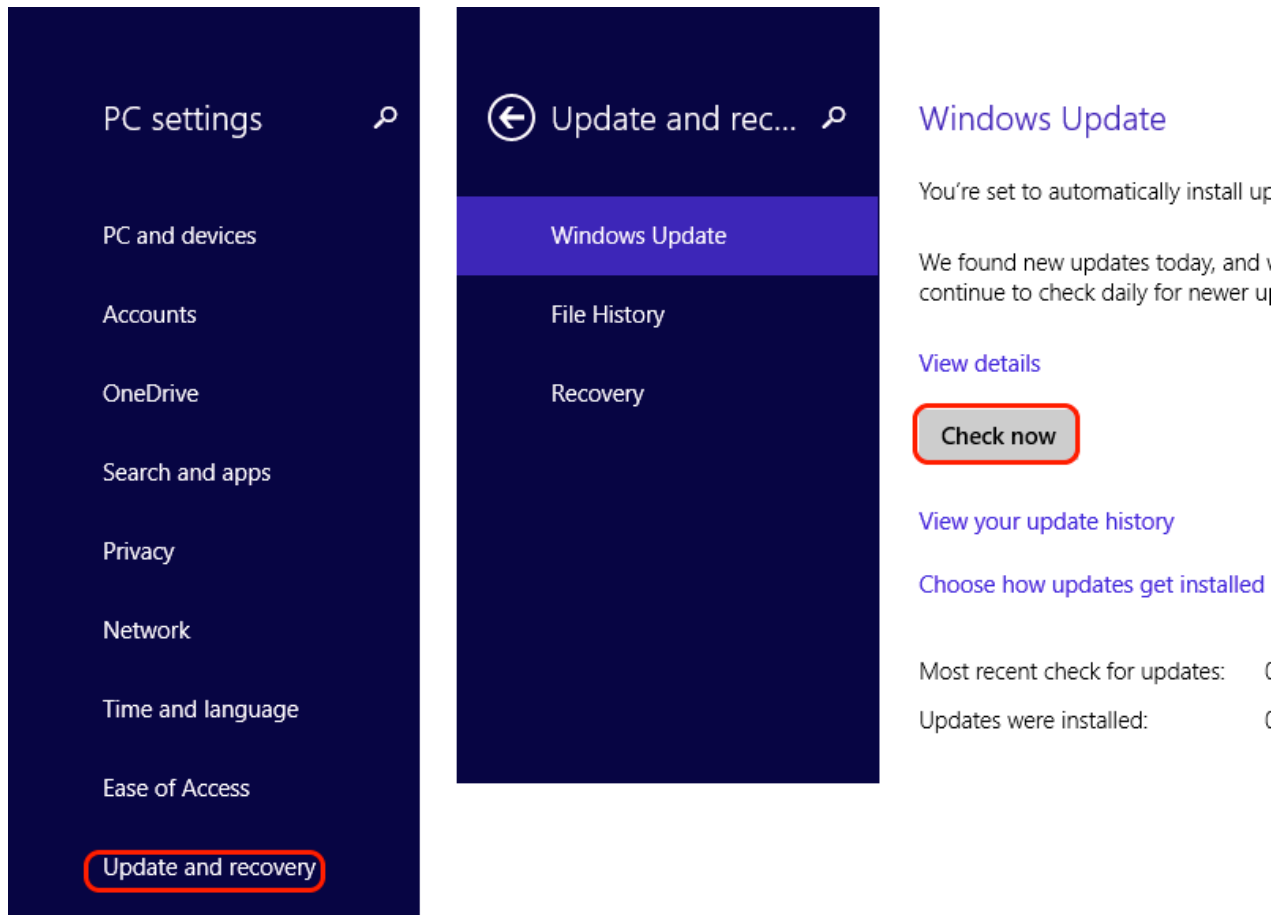 PC settings
PC and devices
Accounts
OneDrive
Search and apps
Privacy
Network
Time and language
Ease of Access
Update and recovery
Update and rec...
Windows Update
File History
Recovery
Windows Update
You're set to automatically install
We found new updates today, and
continue to check daily for newer
View details
Check now
View your update history
Choose how updates get installed
Most recent check for updates:
Updates were installed: